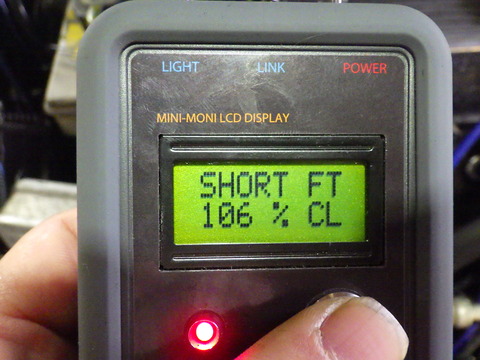 LIGHT LINK POWER
MINI-MONI LCD DISPLAY
SHORT FT
106 % CL